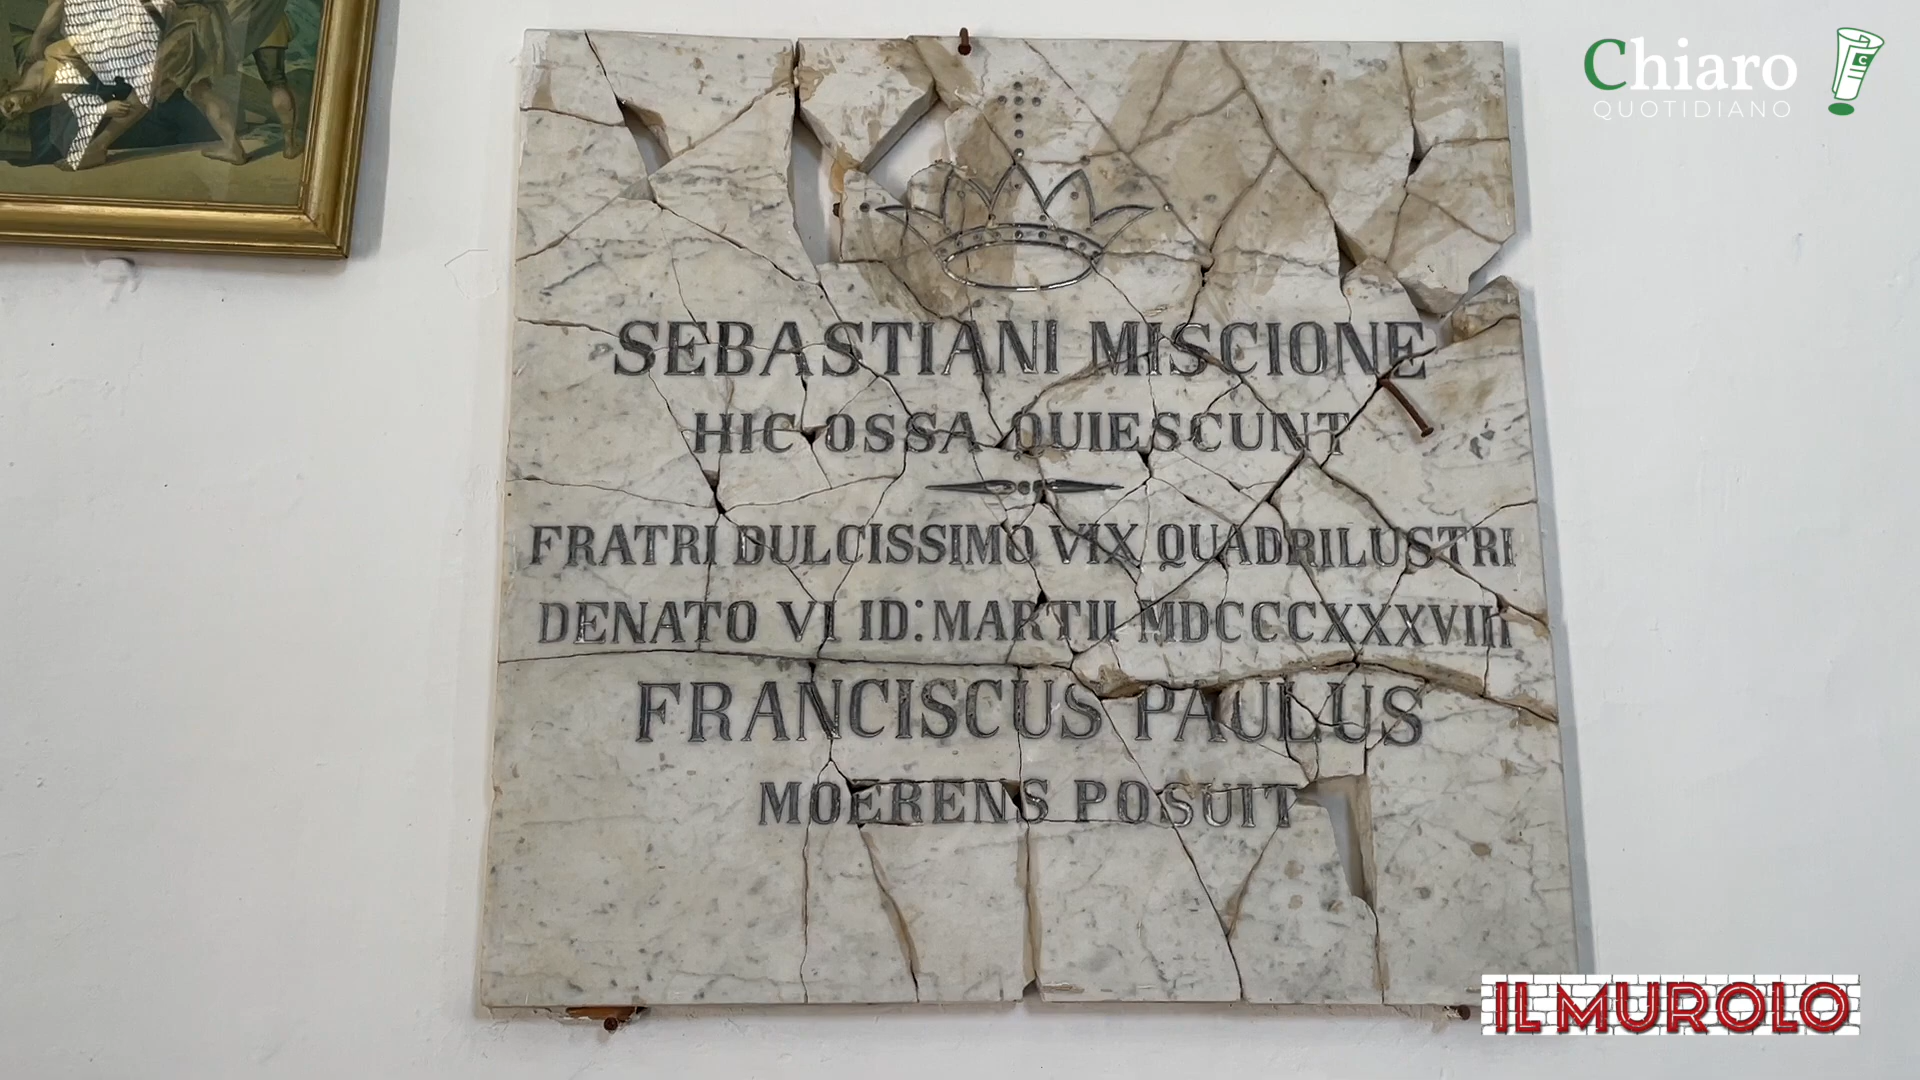 Chiaro
QUOTIDIANO
SEBASTIANI MISCIONE
HIC OSSA QUIESCUNT
FRATRI DULCISSIMO VIX QUADRILUSTRI
DENATO VI ID: MARTII MDCCCXXXVIII
FRANCISCUS PAULUS
MOERENS POSUIT
IL MUROLO